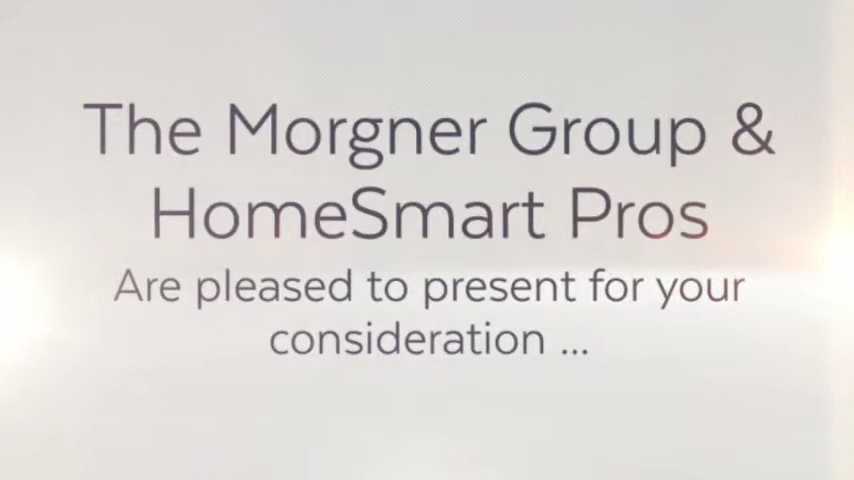 The Morgner Group &
HomeSmart Pros
Are pleased to present for your
consideration ...